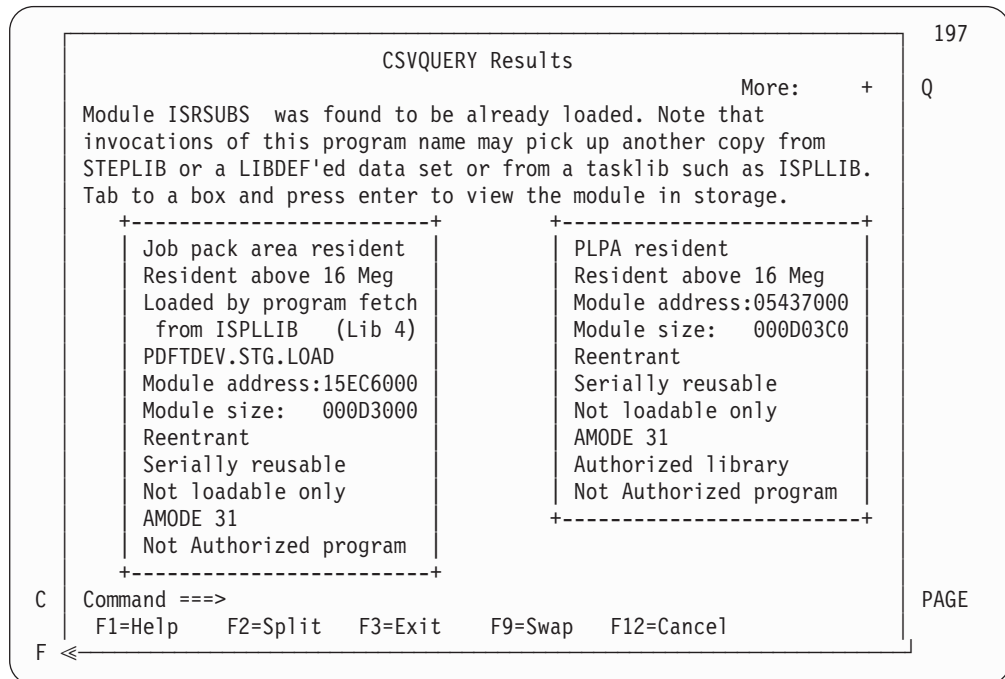 197
CSVQUERY Results
More:     +
Q
Module ISRSUBS  was found to be already loaded. Note that
invocations of this program name may pick up another copy from
STEPLIB or a LIBDEF'ed data set or from a tasklib such as ISPLLIB.
Tab to a box and press enter to view the module in storage.
Job pack area resident
Resident above 16 Meg
Loaded by program fetch
from ISPLLIB   (Lib 4)
PDFTDEV.STG.LOAD
Module address:15EC6000
Module size:   000D3000
Reentrant
Serially reusable
Not loadable only
AMODE 31
Not Authorized program
PLPA resident
Resident above 16 Meg
Module address:05437000
Module size:   000D03C0
Reentrant
Serially reusable
Not loadable only
AMODE 31
Authorized library
Not Authorized program
C Command ===> PAGE
F1=Help   F2=Split   F3=Exit   F9=Swap   F12=Cancel
F